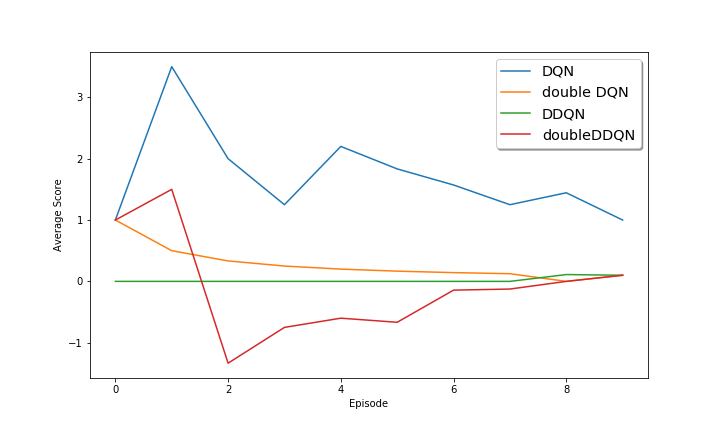 DQN
double DQN
DDQN
doubleDDQN
Average Score
3
2
1
0
−1
0 2 4 6 8
Episode